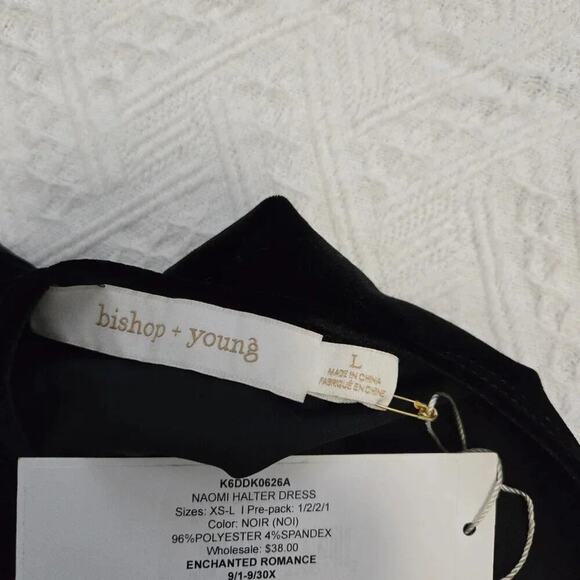 bishop + young
L
MADE IN CHINA
FABRIQUÉ EN CHINE
K6DDK0626A
NAOMI HALTER DRESS
Sizes: XS-L I Pre-pack: 1/2/2/1
Color: NOIR (NOI)
96%POLYESTER 4%SPANDEX
Wholesale: $38.00
ENCHANTED ROMANCE
9/1-9/30X